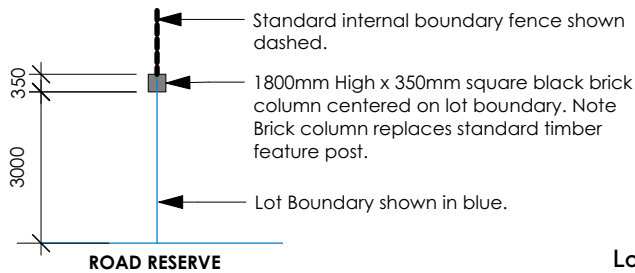 Standard internal boundary fence shown
dashed.
350
1800mm High x 350mm square black brick
column centered on lot boundary. Note
Brick column replaces standard timber
feature post.
3000
Lot Boundary shown in blue.
ROAD RESERVE
Lo